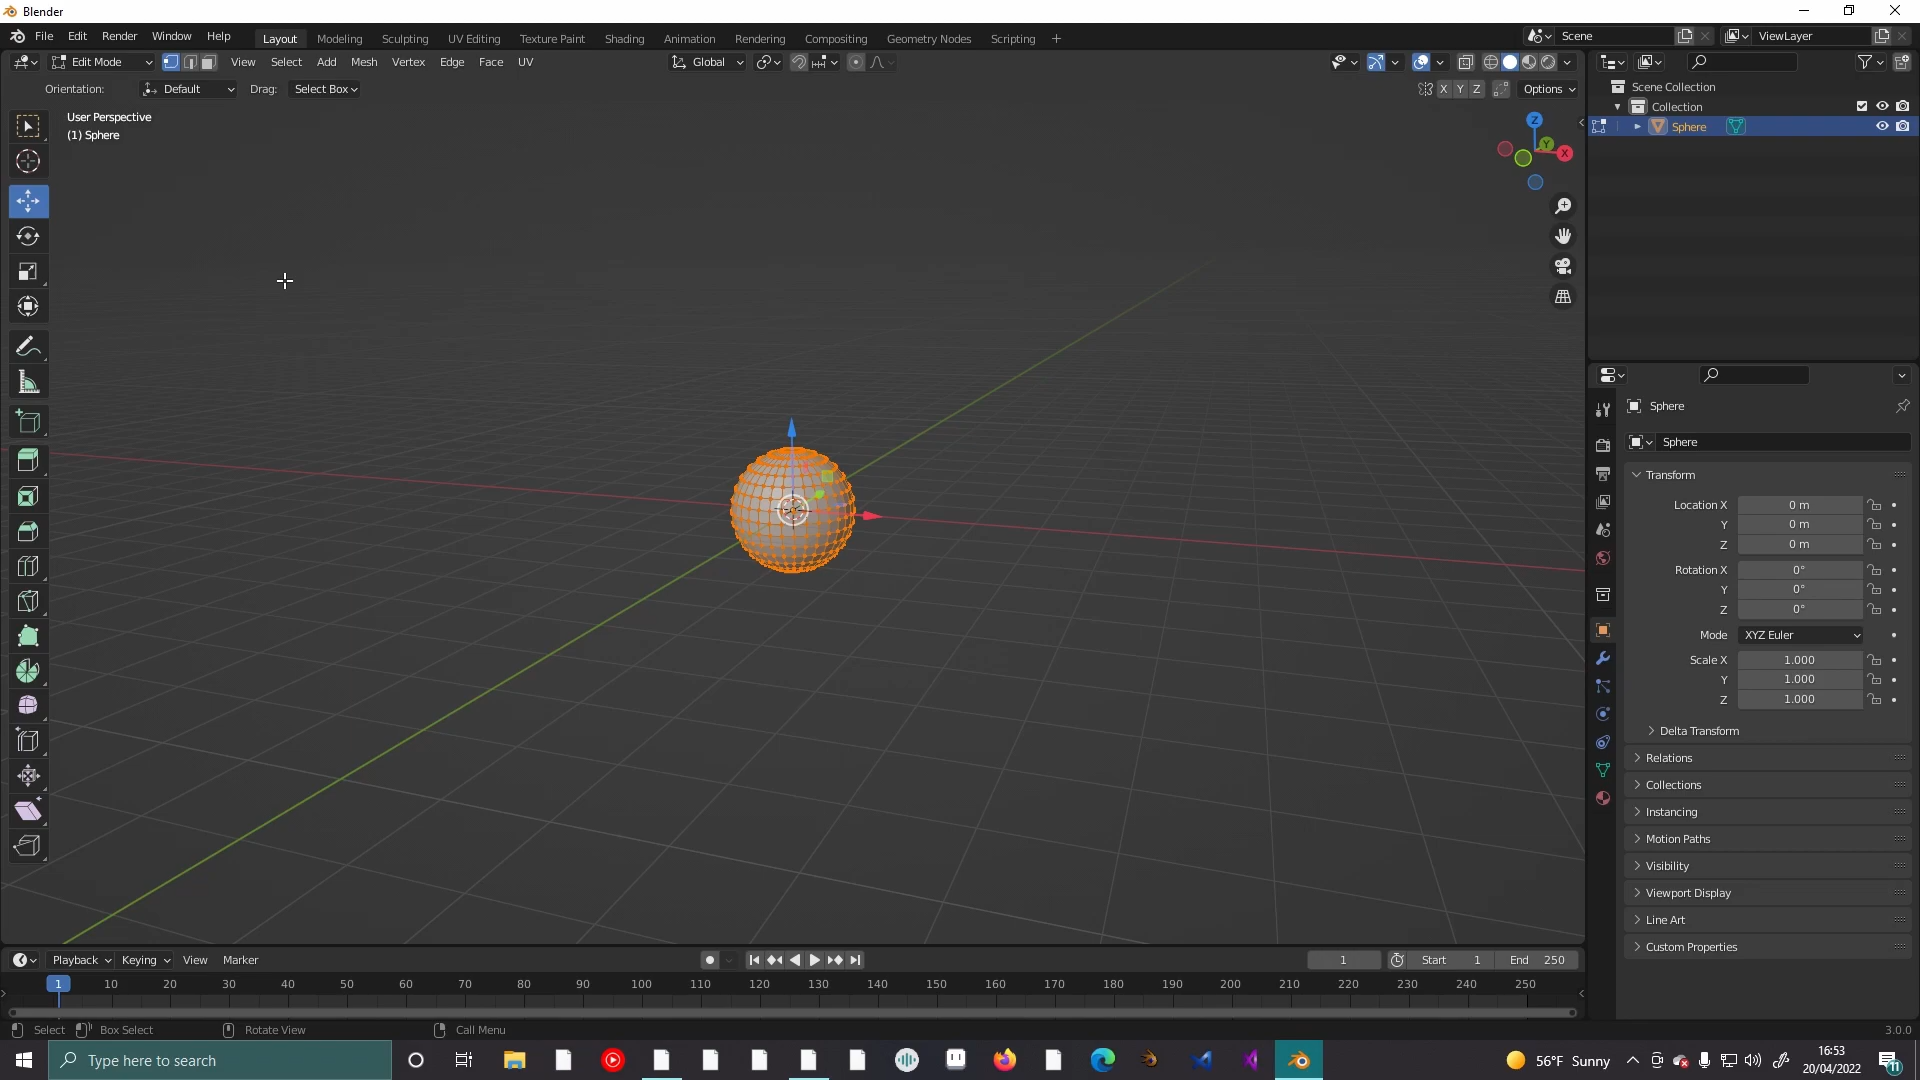 Blender
File Edit Render Window Help
Layout Modeling Sculpting UV Editing Texture Paint Shading Animation Rendering Compositing Geometry Nodes Scripting +
Scene
ViewLayer
Edit Mode View Select Add Mesh Vertex Edge Face UV
Global
Orientation: Default Drag: Select Box
X Y Z Options
User Perspective
(1) Sphere
Z
Y
X
Scene Collection
Collection
Sphere
Sphere
Sphere
Transform
Location X 0 m
Y 0 m
Z 0 m
Rotation X 0°
Y 0°
Z 0°
Mode XYZ Euler
Scale X 1.000
Y 1.000
Z 1.000
Delta Transform
Relations
Collections
Instancing
Motion Paths
Visibility
Viewport Display
Line Art
Custom Properties
Playback Keying View Marker
1 Start 1 End 250
1 10 20 30 40 50 60 70 80 90 100 110 120 130 140 150 160 170 180 190 200 210 220 230 240 250
Select Box Select Rotate View Call Menu
3.0.0
Type here to search
56°F Sunny
16:53
20/04/2022
11